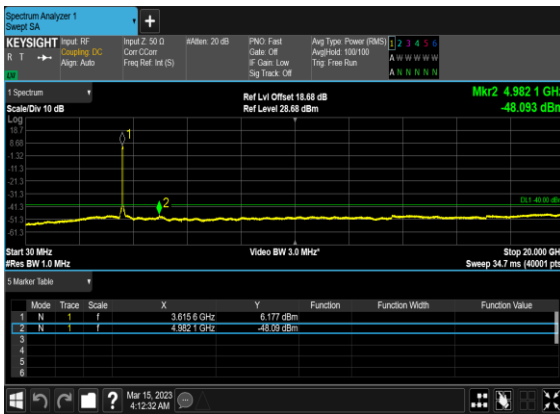 Spectrum Analyzer 1
Swept SA
+
KEYSIGHT Input: RF Input Z: 50 Ω #Atten: 20 dB PNO: Fast Avg Type: Power (RMS) 1 2 3 4 5 6
R T Coupling: DC Corr CCorr Gate: Off Avg|Hold: 100/100 A W W W W W
Align: Auto Freq Ref: Int (S) IF Gain: Low Trig: Free Run
Sig Track: Off A N N N N N
1 Spectrum Ref Lvl Offset 18.68 dB Mkr2 4.982 1 GHz
Scale/Div 10 dB Ref Level 28.68 dBm -48.093 dBm
Log
18.7
8.68
-1.32
-11.3
-21.3
-31.3
-41.3
-51.3
-61.3
1
2
DL1 -40.00 dBm
Start 30 MHz Video BW 3.0 MHz* Stop 20.000 GHz
#Res BW 1.0 MHz Sweep 34.7 ms (40001 pts)
5 Marker Table
Mode Trace Scale X Y Function Function Width Function Value
1 N 1 f 3.615 6 GHz 6.177 dBm
2 N 1 f 4.982 1 GHz -48.09 dBm
3
4
5
6
Mar 15, 2023
4:12:32 AM